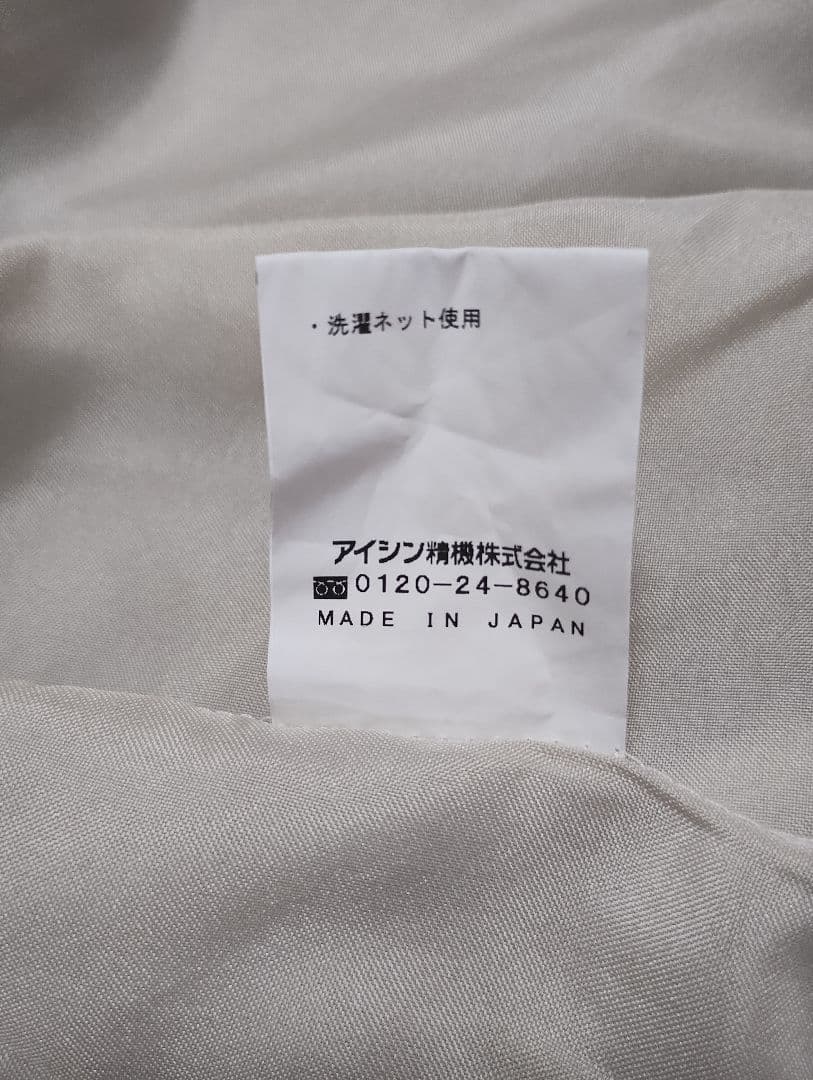 ・洗濯ネット使用
アイシン精機株式会社
0120-24-8640
MADE IN JAPAN